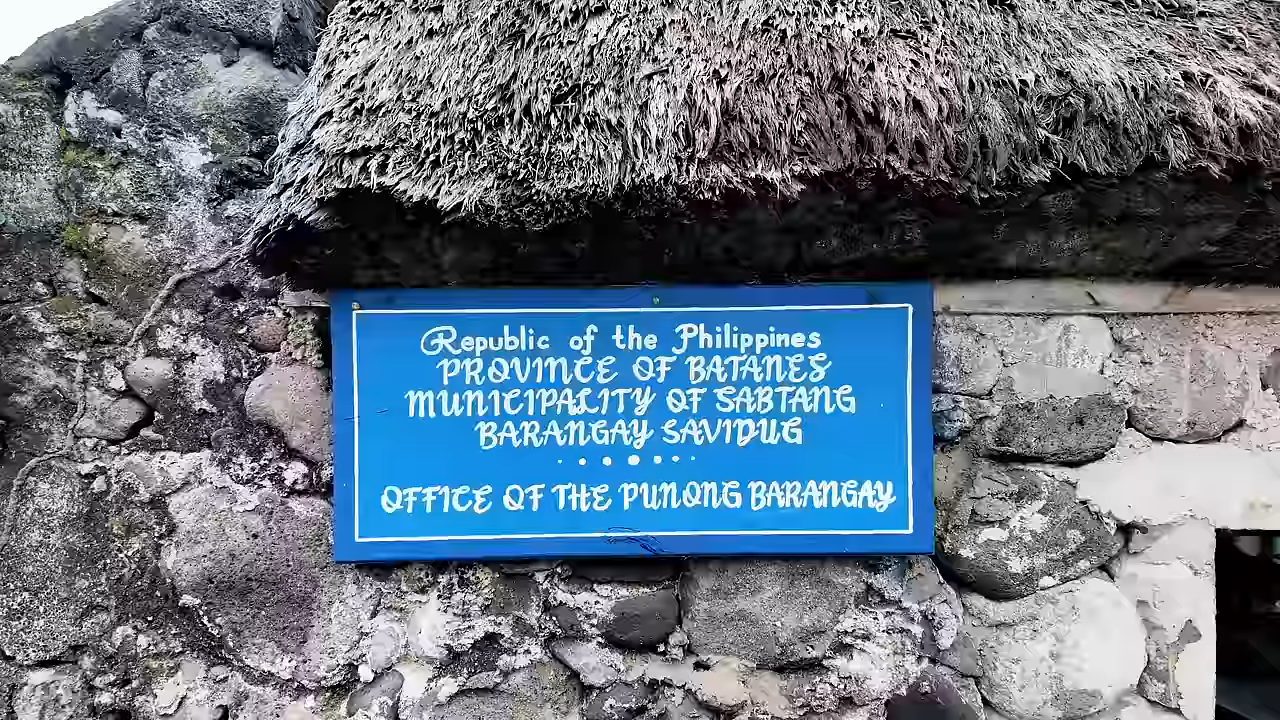 Republic of the Philippines
PROVINCE OF BATANES
MUNICIPALITY OF SABTANG
BARANGAY SAVIDUG
OFFICE OF THE PUNONG BARANGAY